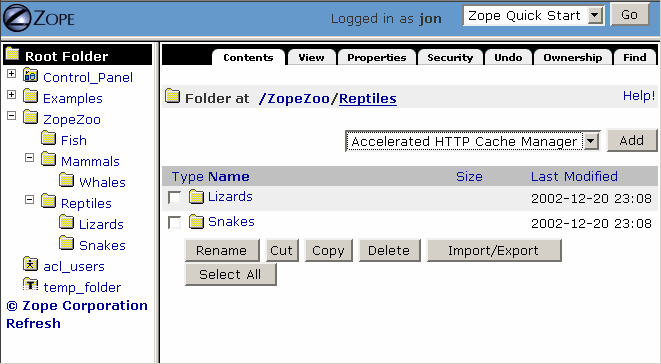 ZOPE Logged in as jon Zope Quick Start Go
Root Folder
Control_Panel
Examples
ZopeZoo
Fish
Mammals
Whales
Reptiles
Lizards
Snakes
acl_users
temp_folder
© Zope Corporation
Refresh
Contents View Properties Security Undo Ownership Find
Folder at /ZopeZoo/Reptiles Help!
Accelerated HTTP Cache Manager Add
Type Name Size Last Modified
Lizards 2002-12-20 23:08
Snakes 2002-12-20 23:08
Rename Cut Copy Delete Import/Export
Select All